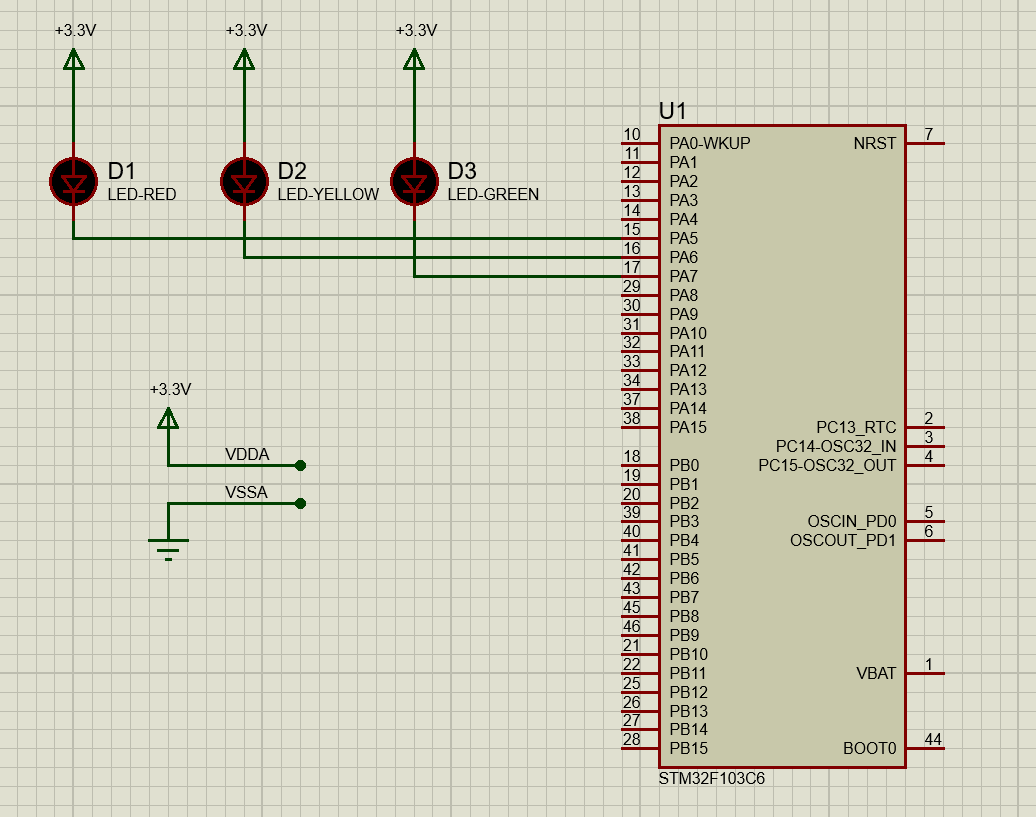 +3.3V +3.3V +3.3V
D1
LED-RED
D2
LED-YELLOW
D3
LED-GREEN
+3.3V
VDDA
VSSA
U1
10 PA0-WKUP NRST 7
11 PA1
12 PA2
13 PA3
14 PA4
15 PA5
16 PA6
17 PA7
29 PA8
30 PA9
31 PA10
32 PA11
33 PA12
34 PA13
37 PA14
38 PA15 PC13_RTC 2
PC14-OSC32_IN 3
18 PB0 PC15-OSC32_OUT 4
19 PB1
20 PB2
39 PB3 OSCIN_PD0 5
40 PB4 OSCOUT_PD1 6
41 PB5
42 PB6
43 PB7
45 PB8
46 PB9
21 PB10
22 PB11 VBAT 1
25 PB12
26 PB13
27 PB14
28 PB15 BOOT0 44
STM32F103C6